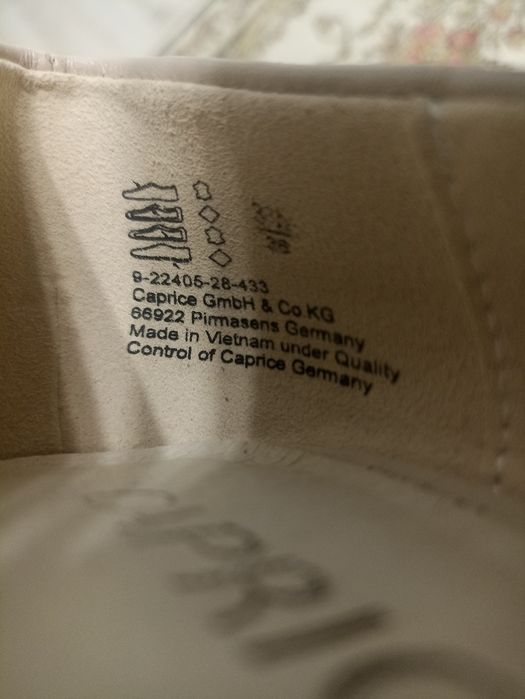 9-22405-28-433
Caprice GmbH & Co KG
66922 Pirmasens Germany
Made in Vietnam under Quality
Control of Caprice Germany